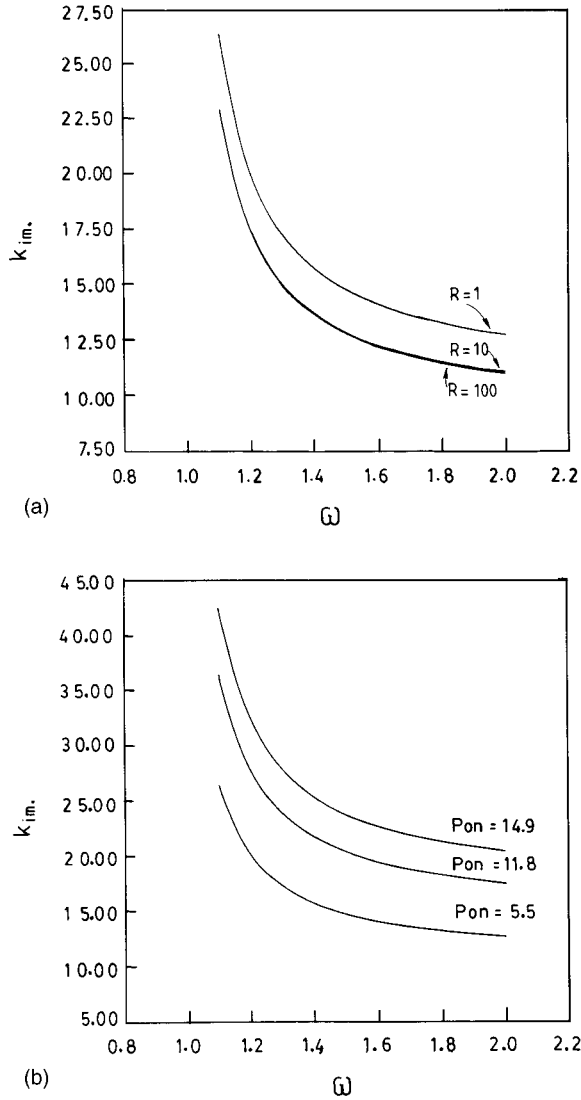 27.50
25.00
22.50
20.00
17.50
15.00
12.50
10.00
7.50
kim.
R=1
R=10
R=100
0.8 1.0 1.2 1.4 1.6 1.8 2.0 2.2
ω
(a)
45.00
40.00
35.00
30.00
25.00
20.00
15.00
10.00
5.00
kim.
Pon = 14.9
Pon = 11.8
Pon = 5.5
0.8 1.0 1.2 1.4 1.6 1.8 2.0 2.2
ω
(b)